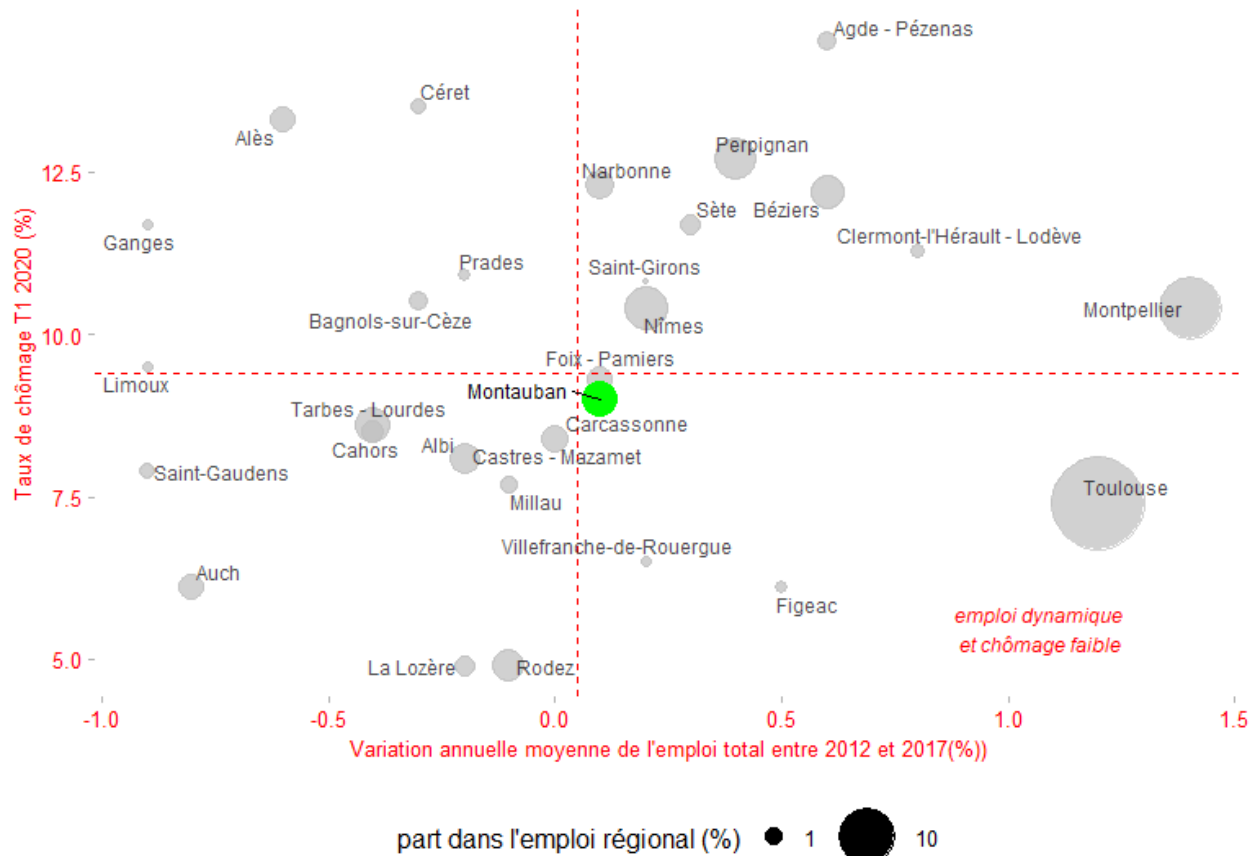 Agde - Pézenas
Céret
Alès
Perpignan
12.5
Narbonne
Sète
Béziers
Ganges
Clermont-l'Hérault - Lodève
Prades
Saint-Girons
Bagnols-sur-Cèze
Montpellier
Nîmes
10.0
Foix - Pamiers
Limoux
Montauban
Tarbes - Lourdes
Carcassonne
Cahors
Albi
Castres - Mazamet
Saint-Gaudens
Toulouse
7.5
Millau
Villefranche-de-Rouergue
Auch
Figeac
emploi dynamique
et chômage faible
5.0
La Lozère
Rodez
Taux de chômage T1 2020 (%)
-1.0
-0.5
0.0
0.5
1.0
1.5
Variation annuelle moyenne de l'emploi total entre 2012 et 2017(%))
part dans l'emploi régional (%) 1 10